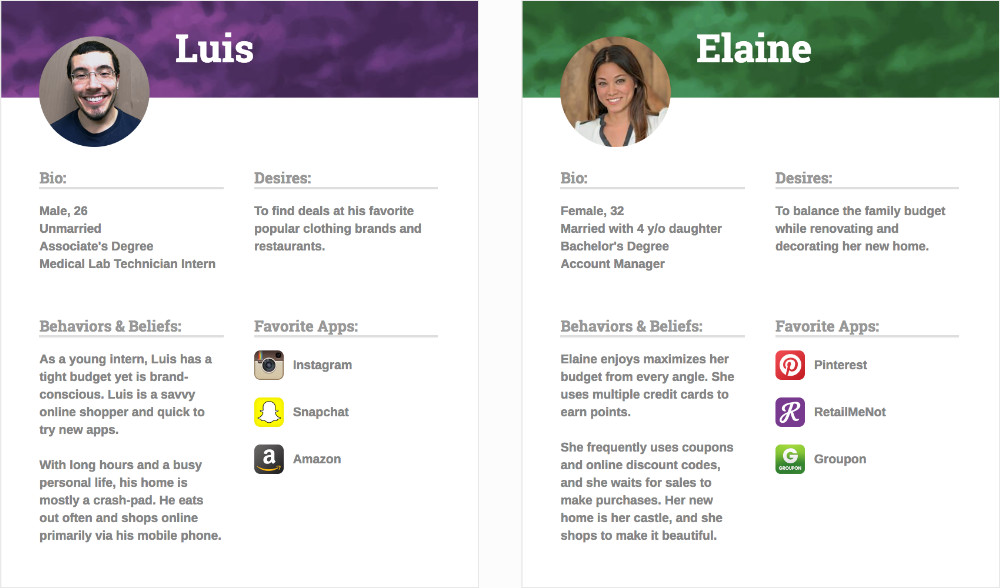 Luis
Bio:
Male, 26
Unmarried
Associate's Degree
Medical Lab Technician Intern
Desires:
To find deals at his favorite
popular clothing brands and
restaurants.
Behaviors & Beliefs:
As a young intern, Luis has a
tight budget yet is brand-
conscious. Luis is a savvy
online shopper and quick to
try new apps.
With long hours and a busy
personal life, his home is
mostly a crash-pad. He eats
out often and shops online
primarily via his mobile phone.
Favorite Apps:
Instagram
Snapchat
a
Amazon
Elaine
Bio:
Female, 32
Married with 4 y/o daughter
Bachelor's Degree
Account Manager
Desires:
To balance the family budget
while renovating and
decorating her new home.
Behaviors & Beliefs:
Elaine enjoys maximizes her
budget from every angle. She
uses multiple credit cards to
earn points.
She frequently uses coupons
and online discount codes,
and she waits for sales to
make purchases. Her new
home is her castle, and she
shops to make it beautiful.
Favorite Apps:
Pinterest
R
RetailMeNot
G
GROUPON
Groupon